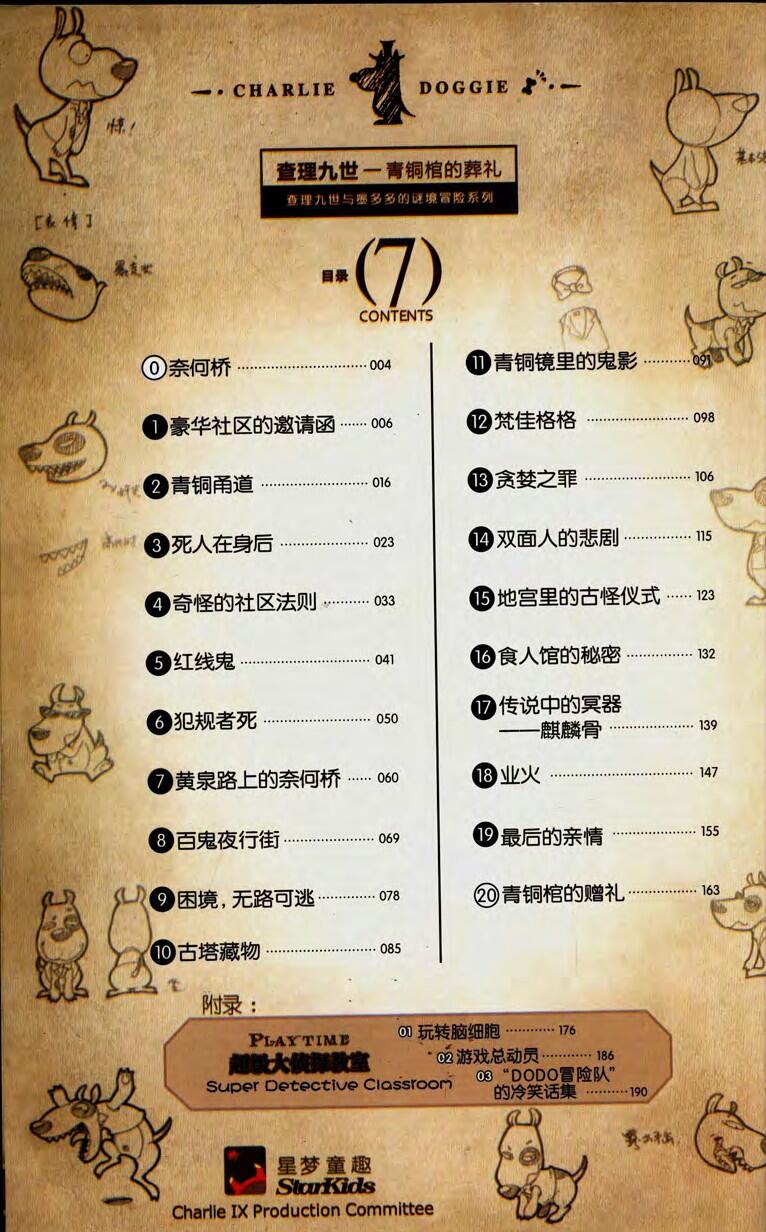 CHARLIE DOGGIE
惊！
查理九世—青铜棺的葬礼
查理九世与墨多多的谜境冒险系列
[表情]
目录 (7)
CONTENTS
0 奈何桥 004
1 豪华社区的邀请函 006
2 青铜甬道 016
3 死人在身后 023
4 奇怪的社区法则 033
5 红线鬼 041
6 犯规者死 050
7 黄泉路上的奈何桥 060
8 百鬼夜行街 069
9 困境，无路可逃 078
10 古塔藏物 085
11 青铜镜里的鬼影 091
12 梵佳格格 098
13 贪婪之罪 106
14 双面人的悲剧 115
15 地宫里的古怪仪式 123
16 食人馆的秘密 132
17 传说中的冥器
——麒麟骨 139
18 业火 147
19 最后的亲情 155
20 青铜棺的赠礼 163
附录：
PLAYTIME
超级大侦探教室
Super Detective Classroom
01 玩转脑细胞 176
02 游戏总动员 186
03 “DODO冒险队”
的冷笑话集 190
星梦童趣
StarKids
Charlie IX Production Committee